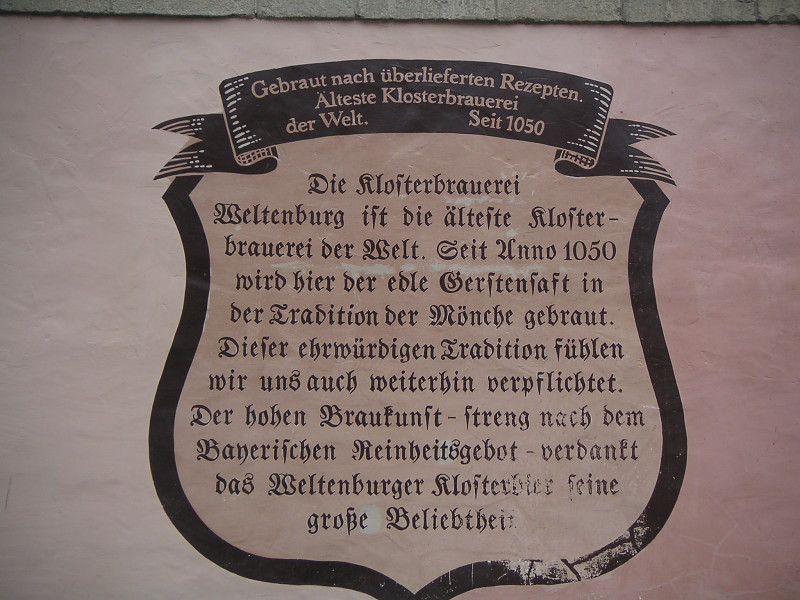 Gebraut nach überlieferten Rezepten.
Älteste Klosterbrauerei
der Welt. Seit 1050
Die Klosterbrauerei
Weltenburg ist die älteste Kloster-
brauerei der Welt. Seit Anno 1050
wird hier der edle Gerstensaft in
der Tradition der Mönche gebraut.
Dieser ehrwürdigen Tradition fühlen
wir uns auch weiterhin verpflichtet.
Der hohen Braukunst - streng nach dem
Bayerischen Reinheitsgebot - verdankt
das Weltenburger Klosterbier seine
große Beliebtheit.